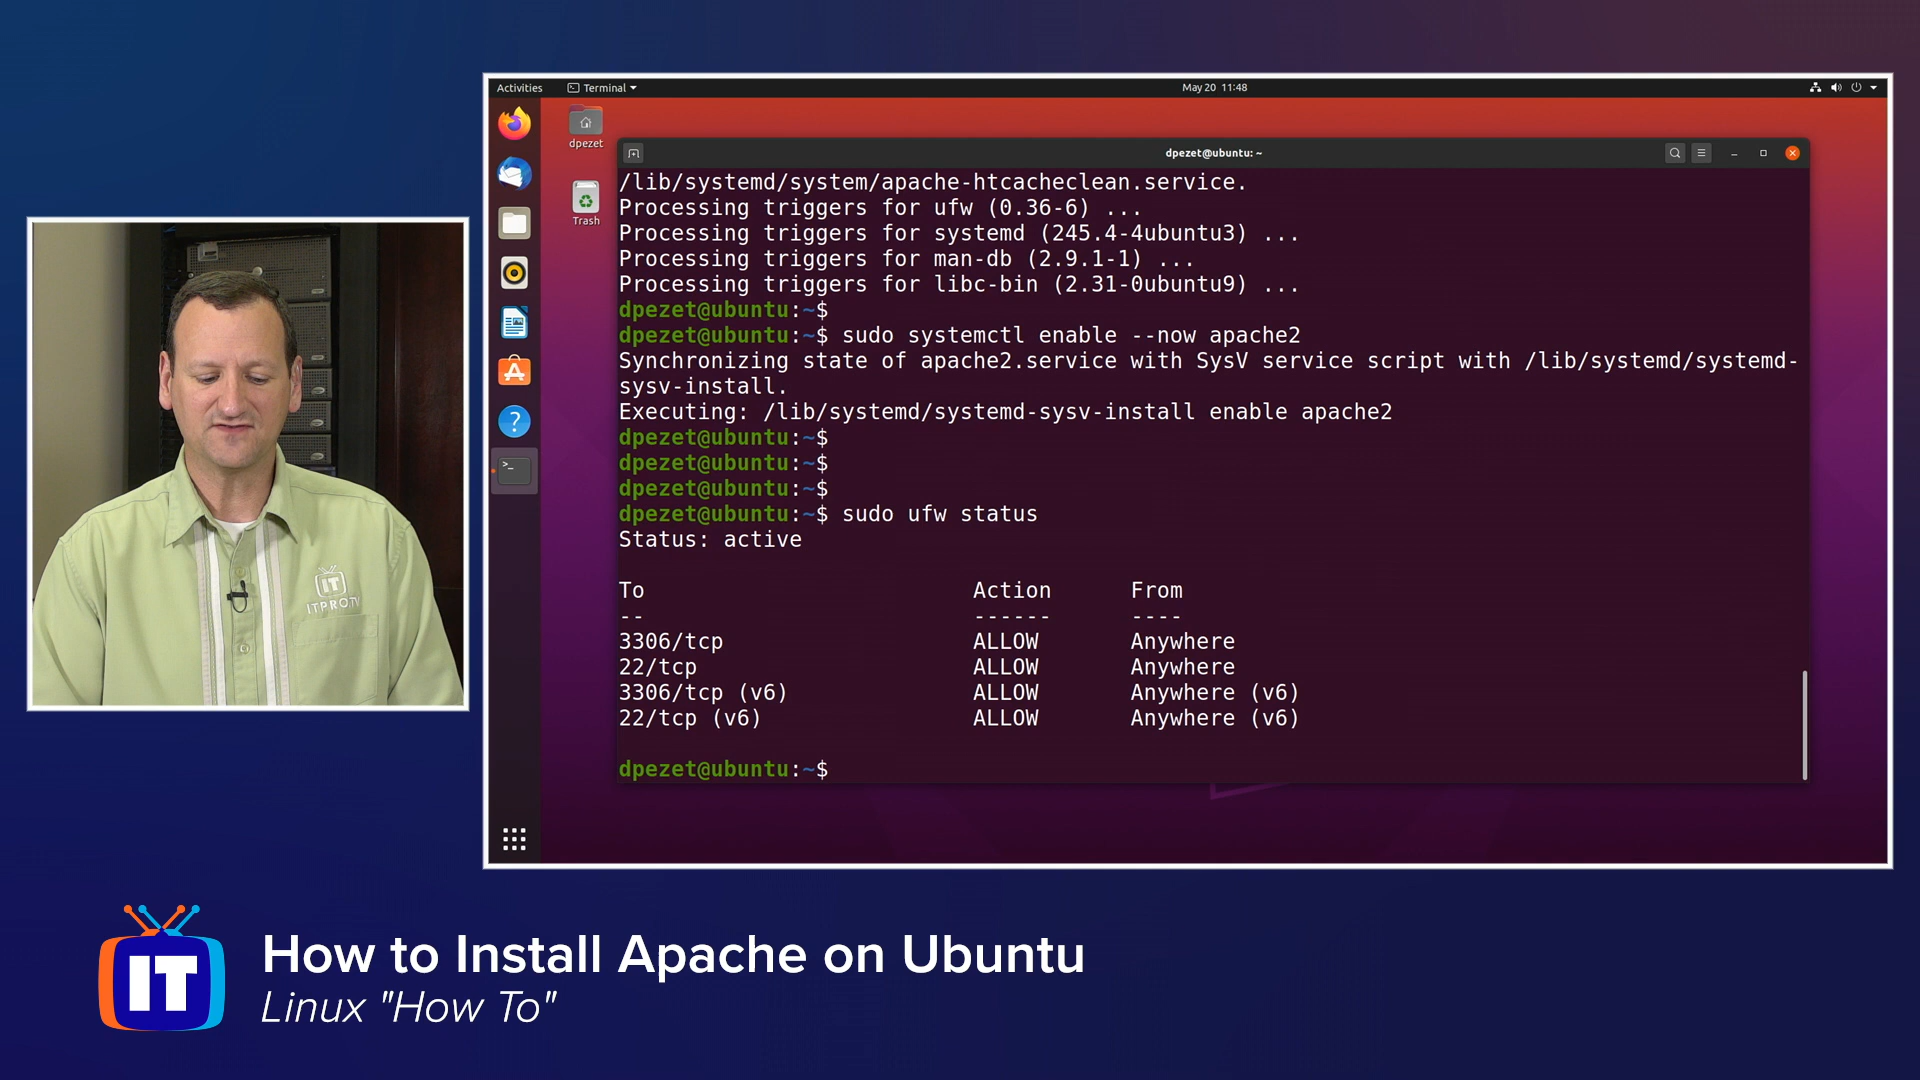 Activities
Terminal
May 20 11:48
dpezet
Trash
dpezet@ubuntu: ~
/lib/systemd/system/apache-htcacheclean.service.
Processing triggers for ufw (0.36-6) ...
Processing triggers for systemd (245.4-4ubuntu3) ...
Processing triggers for man-db (2.9.1-1) ...
Processing triggers for libc-bin (2.31-0ubuntu9) ...
dpezet@ubuntu:~$
dpezet@ubuntu:~$ sudo systemctl enable --now apache2
Synchronizing state of apache2.service with SysV service script with /lib/systemd/systemd-
sysv-install.
Executing: /lib/systemd/systemd-sysv-install enable apache2
dpezet@ubuntu:~$
dpezet@ubuntu:~$
dpezet@ubuntu:~$
dpezet@ubuntu:~$ sudo ufw status
Status: active
To Action From
-- ------ ----
3306/tcp ALLOW Anywhere
22/tcp ALLOW Anywhere
3306/tcp (v6) ALLOW Anywhere (v6)
22/tcp (v6) ALLOW Anywhere (v6)
dpezet@ubuntu:~$
IT
ITPRO.TV
IT
How to Install Apache on Ubuntu
Linux "How To"